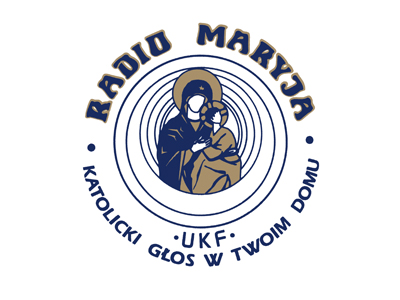 RADIO MARYJA
UKF
KATOLICKI GŁOS W TWOIM DOMU